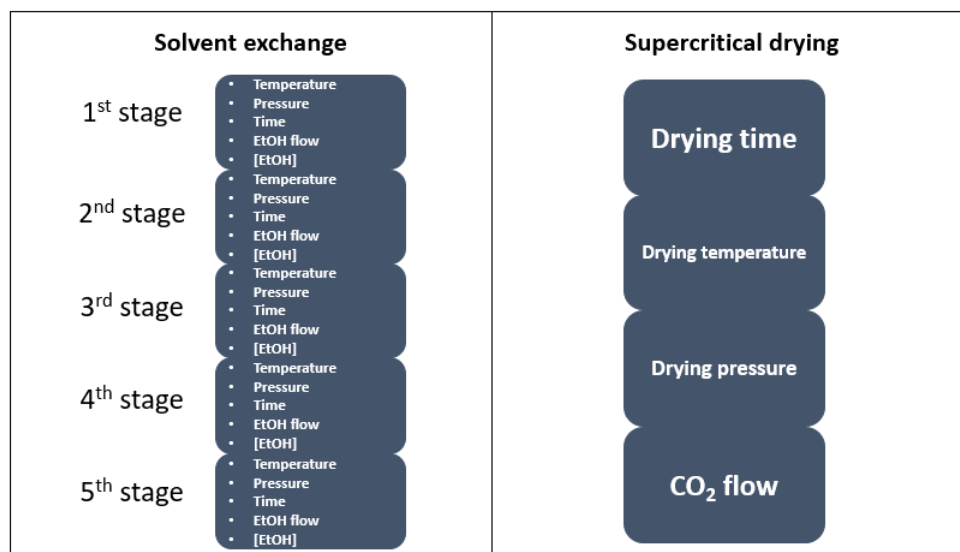 Solvent exchange
1st stage
• Temperature
• Pressure
• Time
• EtOH flow
• [EtOH]
2nd stage
• Temperature
• Pressure
• Time
• EtOH flow
• [EtOH]
3rd stage
• Temperature
• Pressure
• Time
• EtOH flow
• [EtOH]
4th stage
• Temperature
• Pressure
• Time
• EtOH flow
• [EtOH]
5th stage
• Temperature
• Pressure
• Time
• EtOH flow
• [EtOH]
Supercritical drying
Drying time
Drying temperature
Drying pressure
CO₂ flow